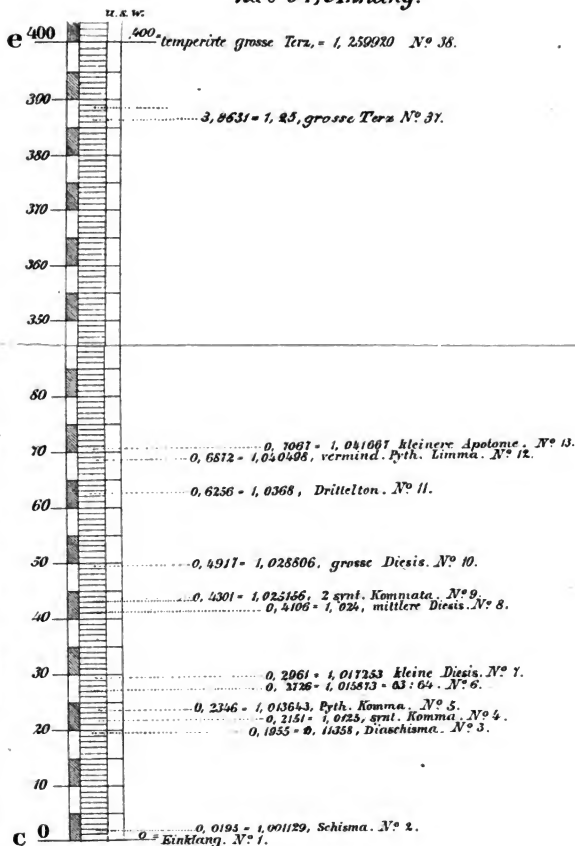 u. s. w.
e 400 400 = temperirte grosse Terz, = 1, 259920 Nº 38.
390
3, 8631 = 1, 25, grosse Terz Nº 37.
380
370
360
350
80
0, 7067 = 1, 041667 kleinere Apotome. Nº 13.
70
0, 6872 = 1, 040498, vermind. Pyth. Limma. Nº 12.
0, 6256 = 1, 0368, Drittelton. Nº 11.
60
50 0, 4917 = 1, 028806, grosse Diesis. Nº 10.
0, 4301 = 1, 025156, 2 synt. Kommata. Nº 9.
40 0, 4106 = 1, 024, mittlere Diesis. Nº 8.
30 0, 2961 = 1, 017253 kleine Diesis. Nº 7.
0, 2726 = 1, 015873 = 63 : 64. Nº 6.
0, 2346 = 1, 013643, Pyth. Komma. Nº 5.
0, 2151 = 1, 0125, synt. Komma. Nº 4.
20 0, 1955 = 0, 11358, Diaschisma. Nº 3.
10
0, 0195 = 1, 001129, Schisma. Nº 2.
c 0 0 = Einklang. Nº 1.